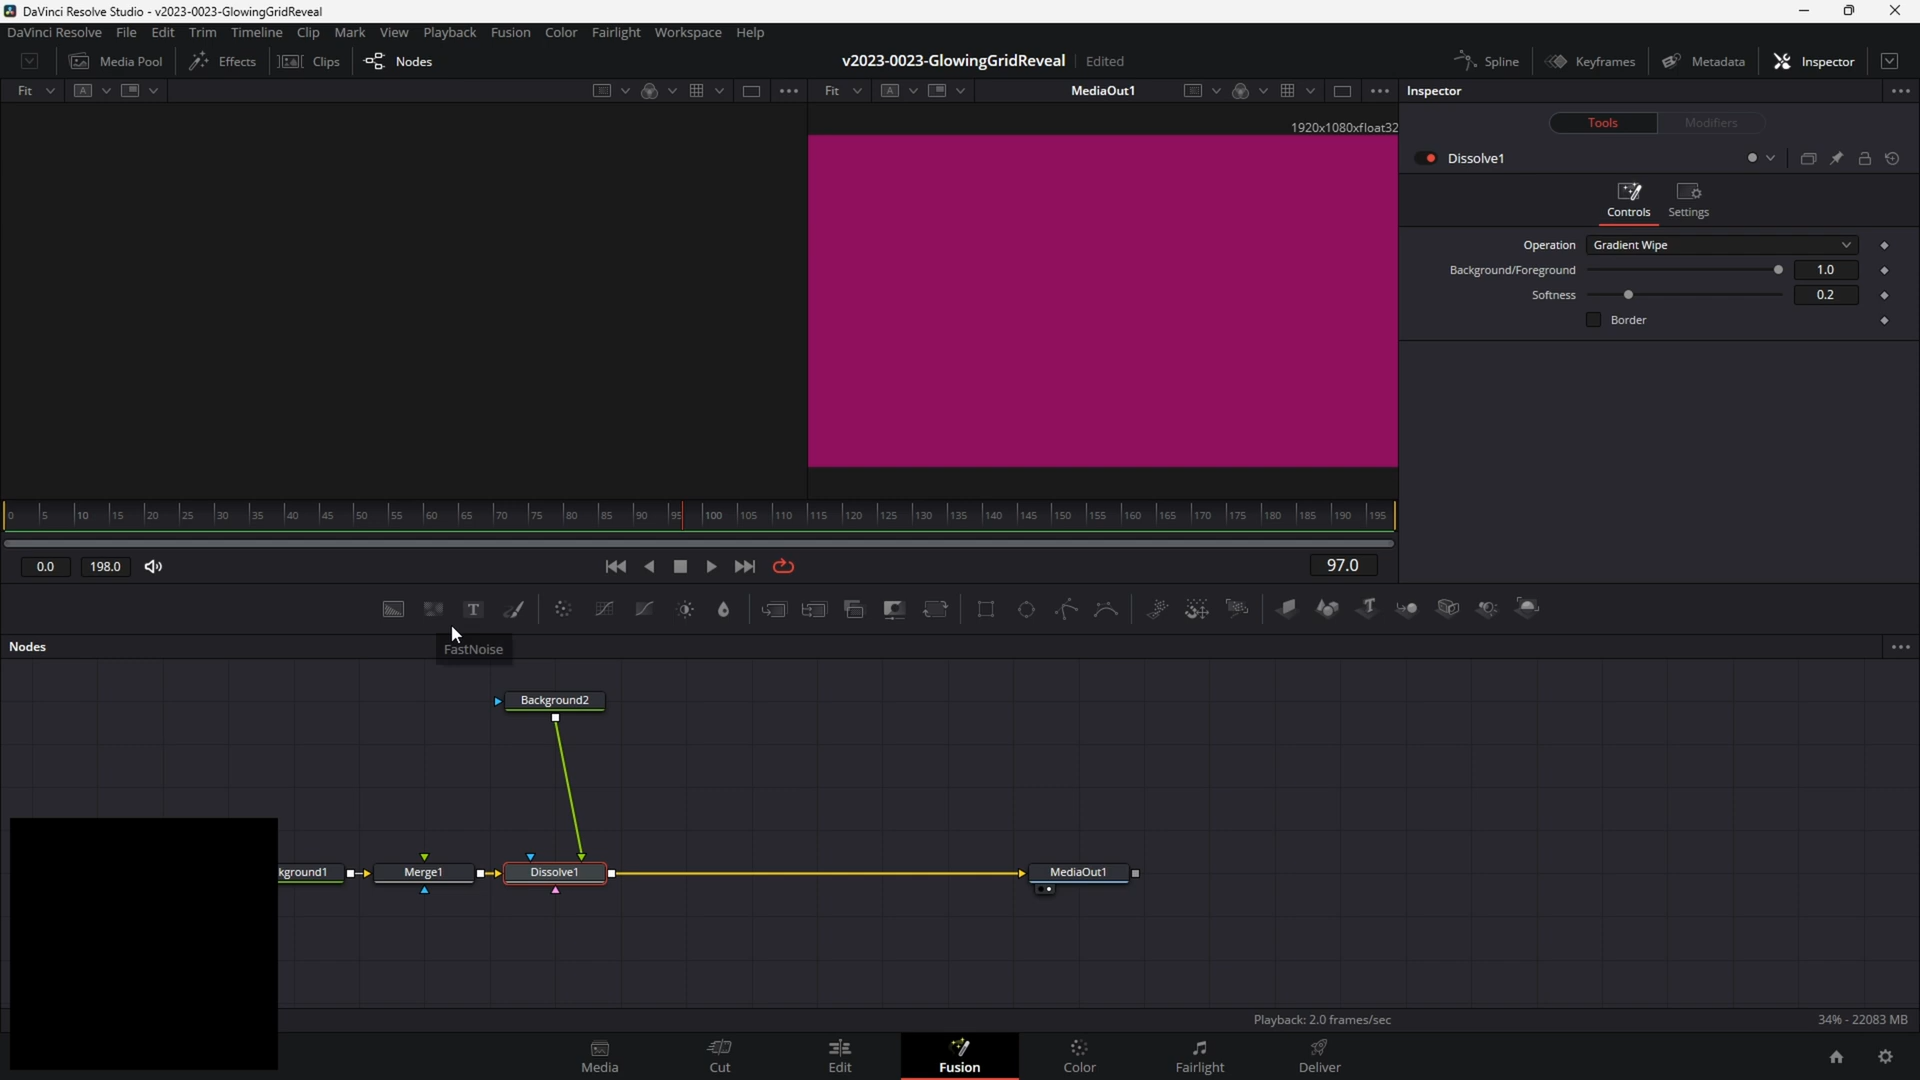 DaVinci Resolve Studio - v2023-0023-GlowingGridReveal
DaVinci Resolve File Edit Trim Timeline Clip Mark View Playback Fusion Color Fairlight Workspace Help
Media Pool Effects Clips Nodes v2023-0023-GlowingGridReveal Edited Spline Keyframes Metadata Inspector
Fit A Fit A MediaOut1 Inspector
1920x1080xfloat32
Tools Modifiers
Dissolve1
Controls Settings
Operation Gradient Wipe
Background/Foreground 1.0
Softness 0.2
Border
0 5 10 15 20 25 30 35 40 45 50 55 60 65 70 75 80 85 90 95 100 105 110 115 120 125 130 135 140 145 150 155 160 165 170 175 180 185 190 195
0.0 198.0 97.0
T T
Nodes
FastNoise
Background2
kground1 Merge1 Dissolve1 MediaOut1
Playback: 2.0 frames/sec 34% - 22083 MB
Media Cut Edit Fusion Color Fairlight Deliver